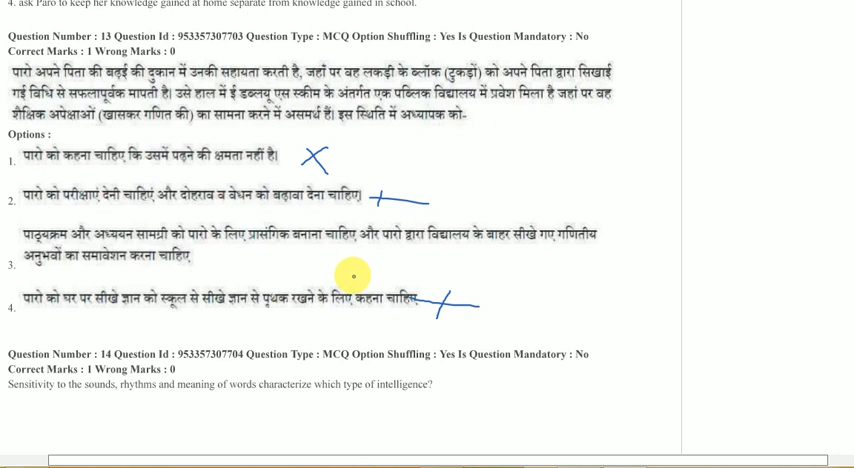 4. ask Paro to keep her knowledge gained at home separate from knowledge gained in school.
Question Number : 13 Question Id : 953357307703 Question Type : MCQ Option Shuffling : Yes Is Question Mandatory : No
Correct Marks : 1 Wrong Marks : 0
पारो अपने पिता की बढ़ई की दुकान में उनकी सहायता करती है, जहाँ पर वह लकड़ी के ब्लॉक (टुकड़ों) को अपने पिता द्वारा सिखाई
गई विधि से सफलापूर्वक मापती है। उसे हाल में ई डब्ल्यू एस स्कीम के अंतर्गत एक पब्लिक विद्यालय में प्रवेश मिला है जहां पर वह
शैक्षिक अपेक्षाओं (खासकर गणित की) का सामना करने में असमर्थ हैं। इस स्थिति में अध्यापक को-
Options :
1. पारो को कहना चाहिए कि उसमें पढ़ने की क्षमता नहीं है।
2. पारो को परीक्षाएं देनी चाहिएं और दोहराव व वेधन को बढ़ावा देना चाहिए।
पाठ्यक्रम और अध्ययन सामग्री को पारो के लिए प्रासंगिक बनाना चाहिए और पारो द्वारा विद्यालय के बाहर सीखे गए गणितीय
3. अनुभवों का समावेशन करना चाहिए
4. पारो को घर पर सीखे ज्ञान को स्कूल से सीखे ज्ञान से पृथक रखने के लिए कहना चाहिए
Question Number : 14 Question Id : 953357307704 Question Type : MCQ Option Shuffling : Yes Is Question Mandatory : No
Correct Marks : 1 Wrong Marks : 0
Sensitivity to the sounds, rhythms and meaning of words characterize which type of intelligence?